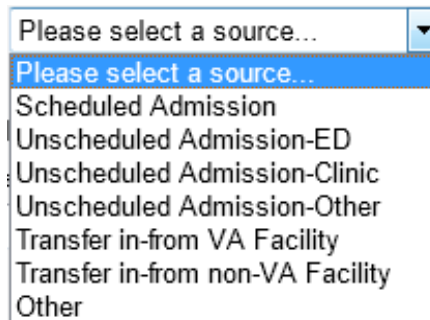 Please select a source...
Please select a source...
Scheduled Admission
Unscheduled Admission-ED
Unscheduled Admission-Clinic
Unscheduled Admission-Other
Transfer in-from VA Facility
Transfer in-from non-VA Facility
Other